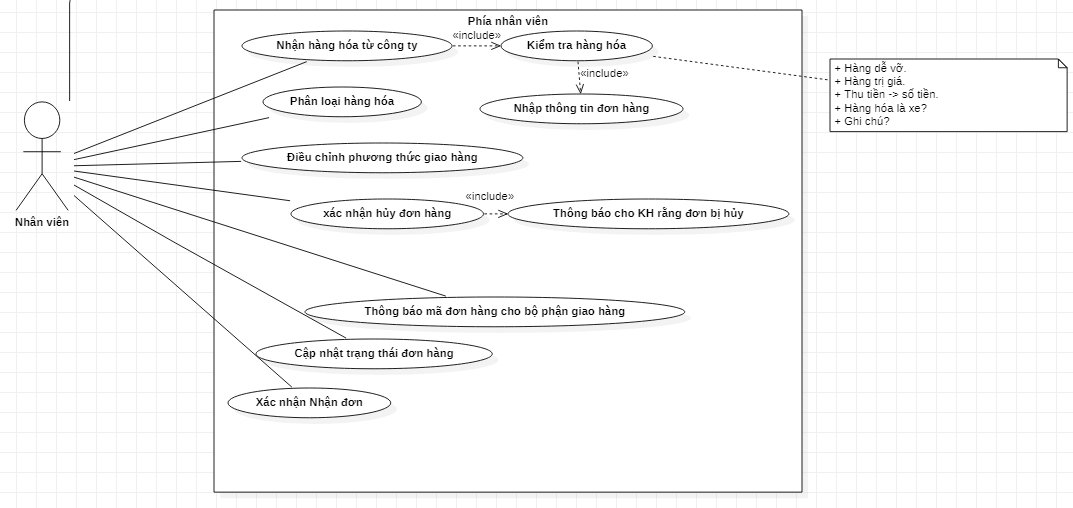 Phía nhân viên
«include»
Nhận hàng hóa từ công ty
Kiểm tra hàng hóa
«include»
+ Hàng dễ vỡ.
+ Hàng trị giá.
+ Thu tiền -> số tiền.
+ Hàng hóa là xe?
+ Ghi chú?
Phân loại hàng hóa
Nhập thông tin đơn hàng
Điều chỉnh phương thức giao hàng
«include»
xác nhận hủy đơn hàng
Thông báo cho KH rằng đơn bị hủy
Nhân viên
Thông báo mã đơn hàng cho bộ phận giao hàng
Cập nhật trạng thái đơn hàng
Xác nhận Nhận đơn